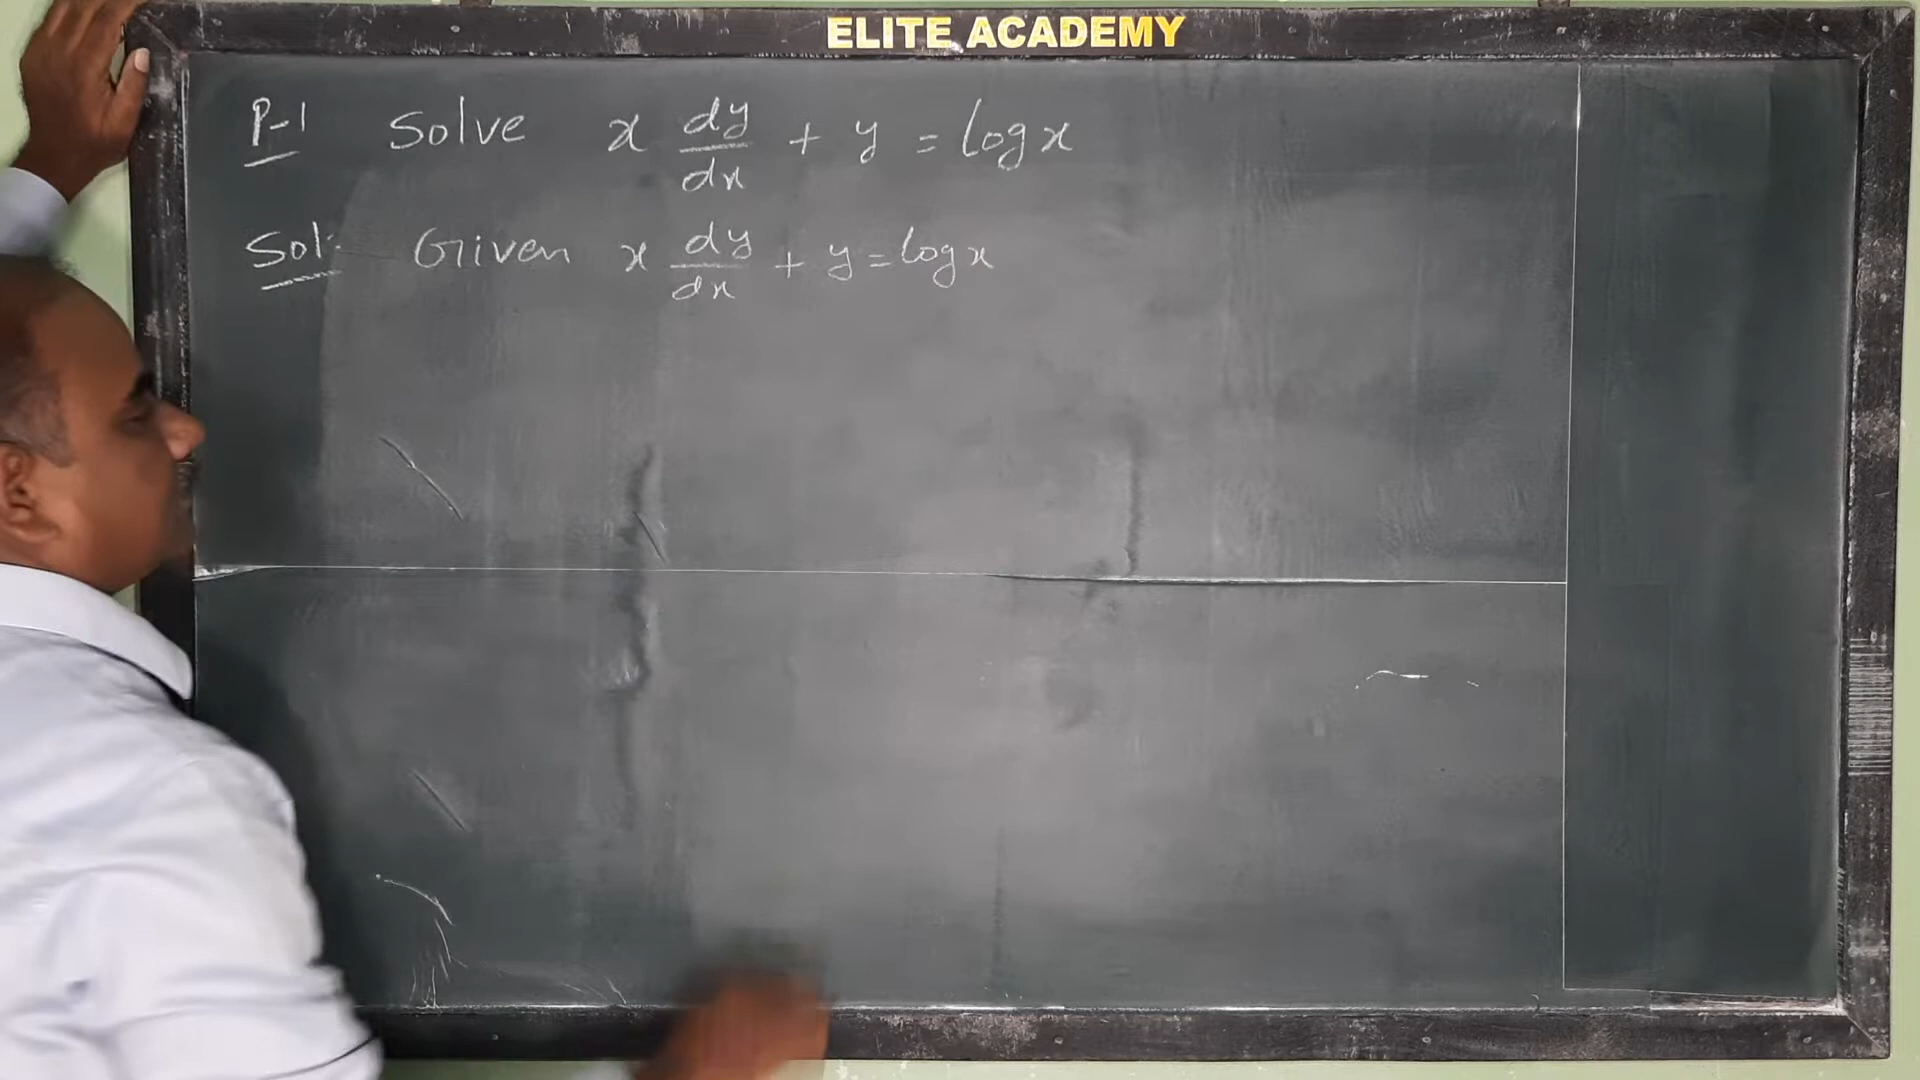 ELITE ACADEMY
P-1 Solve x dy/dx + y = log x
Sol: Given x dy/dx + y = log x